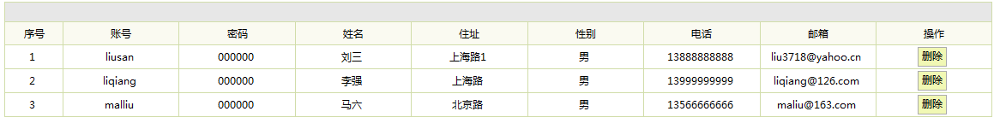 序号 账号 密码 姓名 住址 性别 电话 邮箱 操作
1 liusan 000000 刘三 上海路1 男 13888888888 liu3718@yahoo.cn 删除
2 liqiang 000000 李强 上海路 男 13999999999 liqiang@126.com 删除
3 malliu 000000 马六 北京路 男 13566666666 maliu@163.com 删除